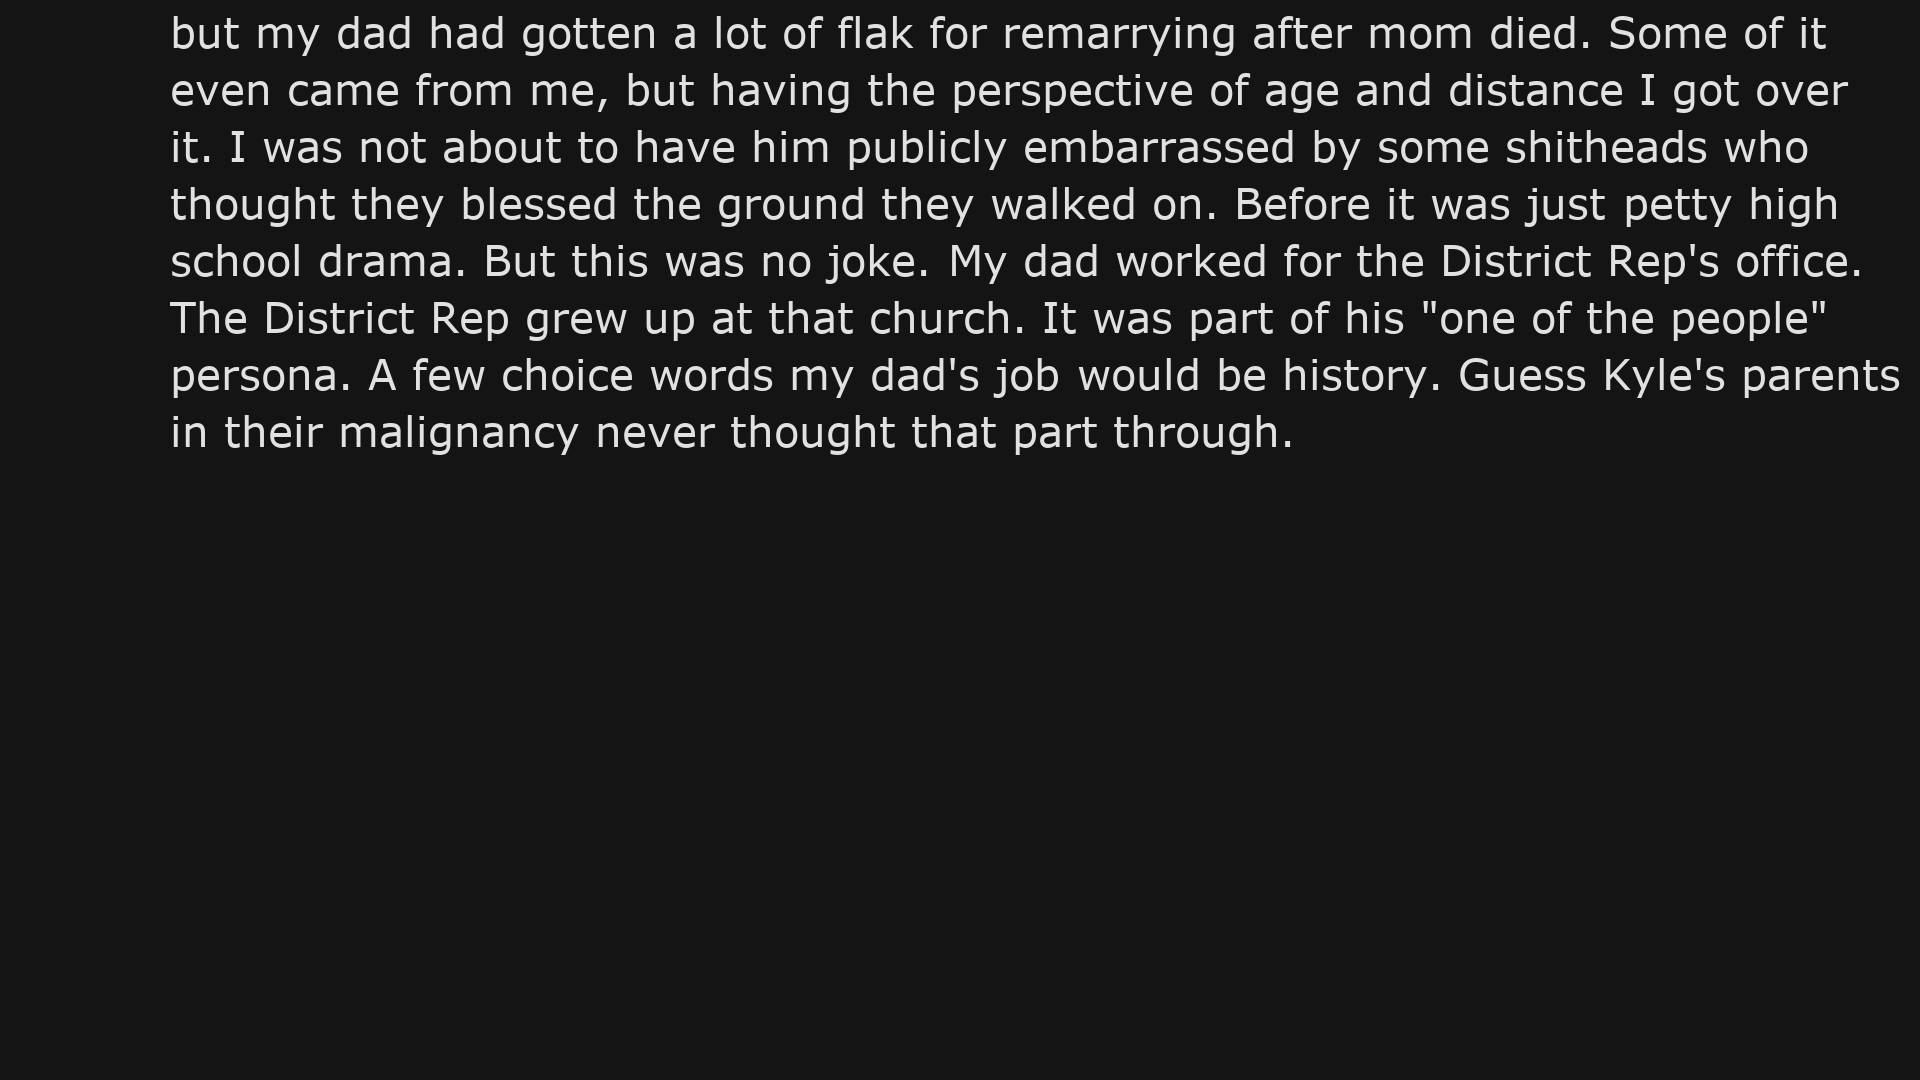 but my dad had gotten a lot of flak for remarrying after mom died. Some of it
even came from me, but having the perspective of age and distance I got over
it. I was not about to have him publicly embarrassed by some shitheads who
thought they blessed the ground they walked on. Before it was just petty high
school drama. But this was no joke. My dad worked for the District Rep's office.
The District Rep grew up at that church. It was part of his "one of the people"
persona. A few choice words my dad's job would be history. Guess Kyle's parents
in their malignancy never thought that part through.